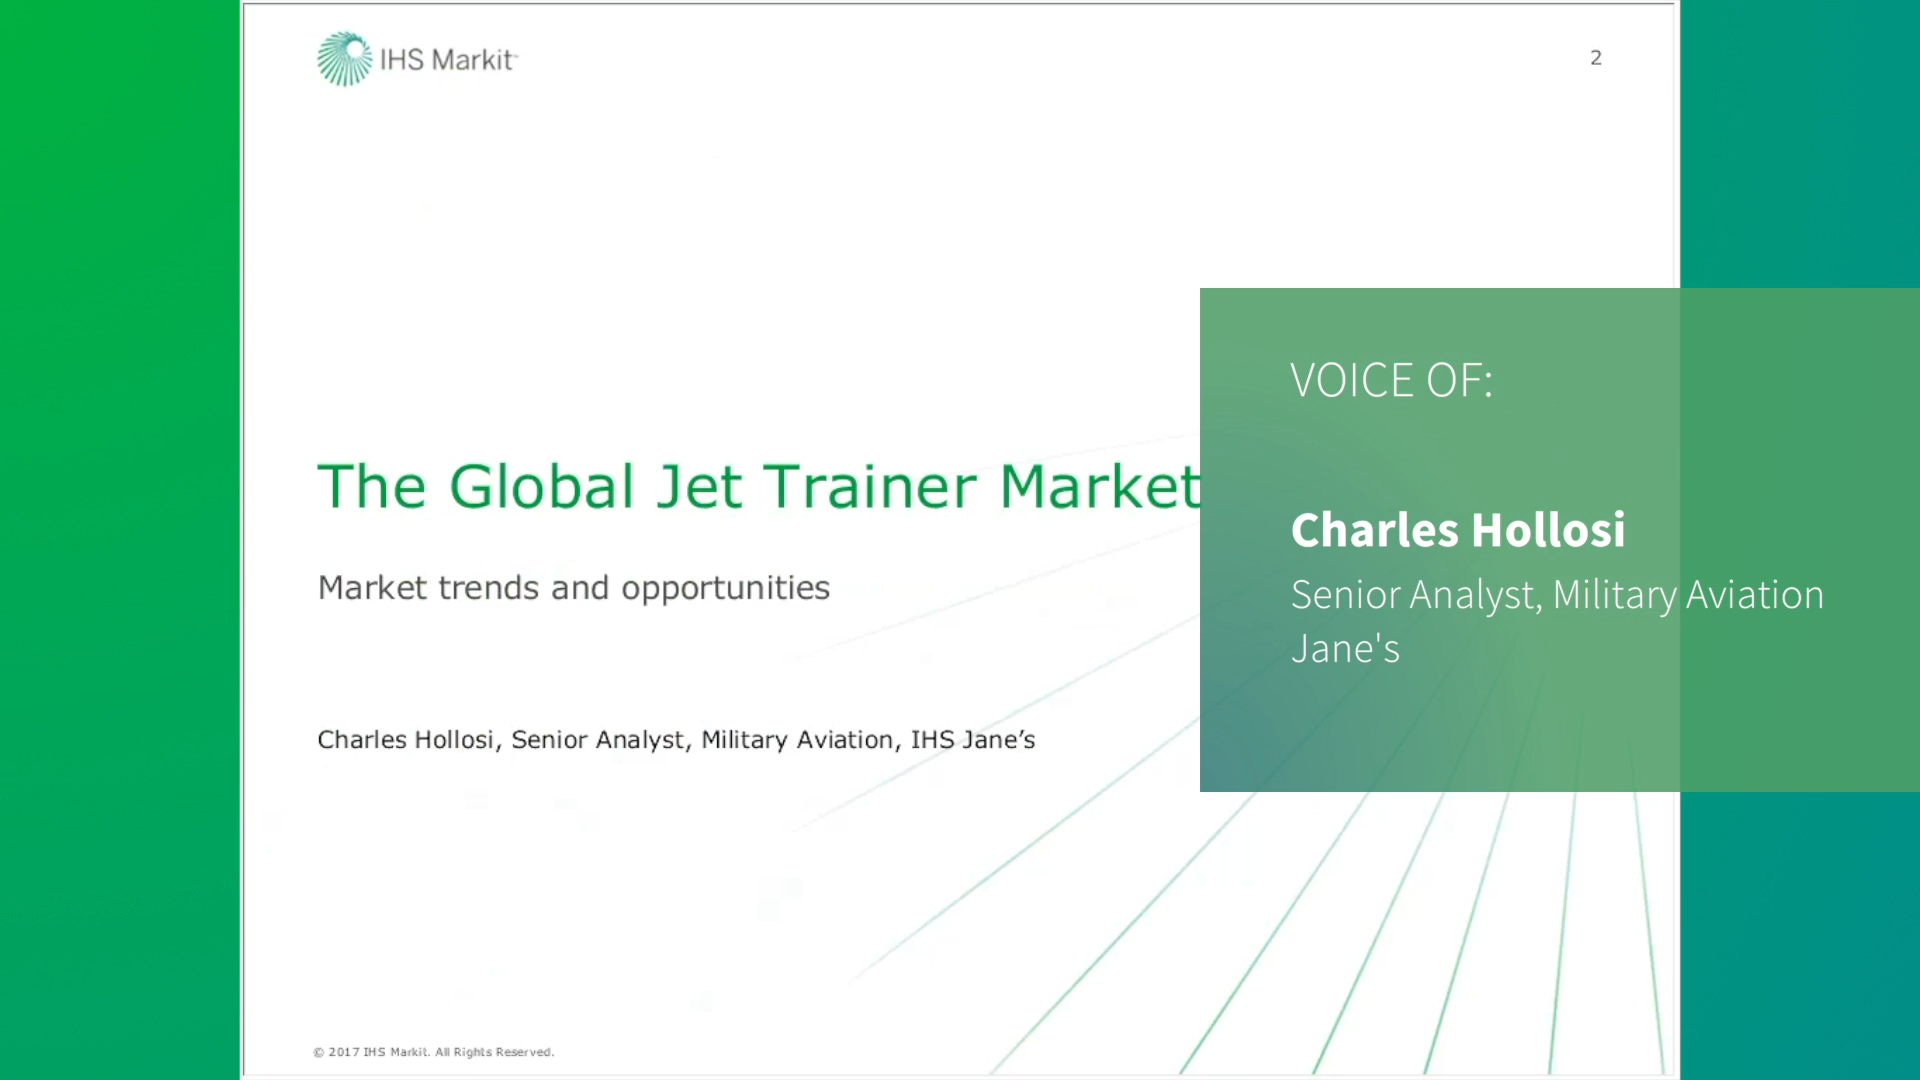 IHS Markit™
2
The Global Jet Trainer Market
Market trends and opportunities
Charles Hollosi, Senior Analyst, Military Aviation, IHS Jane’s
VOICE OF:
Charles Hollosi
Senior Analyst, Military Aviation
Jane's
© 2017 IHS Markit. All Rights Reserved.